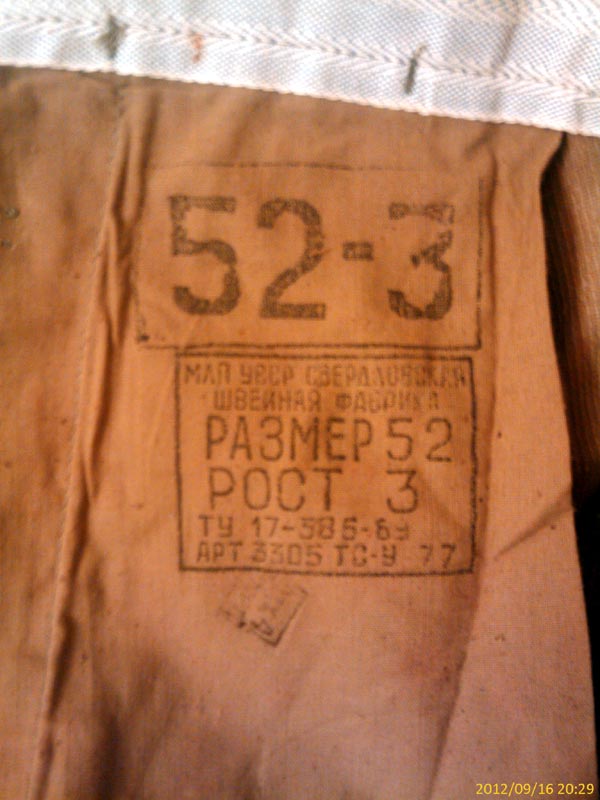 52-3
МЛП УССР СВЕРДЛОВСКАЯ
ШВЕЙНАЯ ФАБРИКА
РАЗМЕР 52
РОСТ 3
ТУ 17-385-69
АРТ 3305 ТС-У 77
2012/09/16 20:29